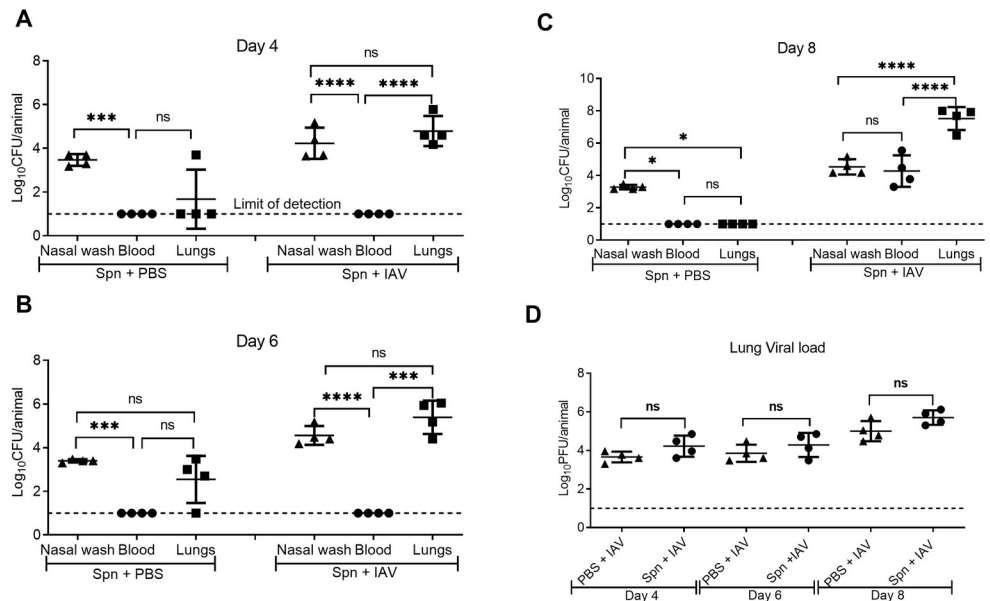 A
Day 4
Log10CFU/animal
8
6
4
2
0
ns
***
ns
****
****
Limit of detection
Nasal wash Blood Lungs Nasal wash Blood Lungs
Spn + PBS Spn + IAV
B
Day 6
Log10CFU/animal
8
6
4
2
0
ns
***
ns
ns
****
***
Nasal wash Blood Lungs Nasal wash Blood Lungs
Spn + PBS Spn + IAV
C
Day 8
Log10CFU/animal
10
8
6
4
2
0
*
*
ns
****
****
ns
Nasal wash Blood Lungs Nasal wash Blood Lungs
Spn + PBS Spn + IAV
D
Lung Viral load
Log10PFU/animal
8
6
4
2
0
ns
ns
ns
PBS + IAV
Spn + IAV
PBS + IAV
Spn +IAV
PBS + IAV
Spn + IAV
Day 4 Day 6 Day 8